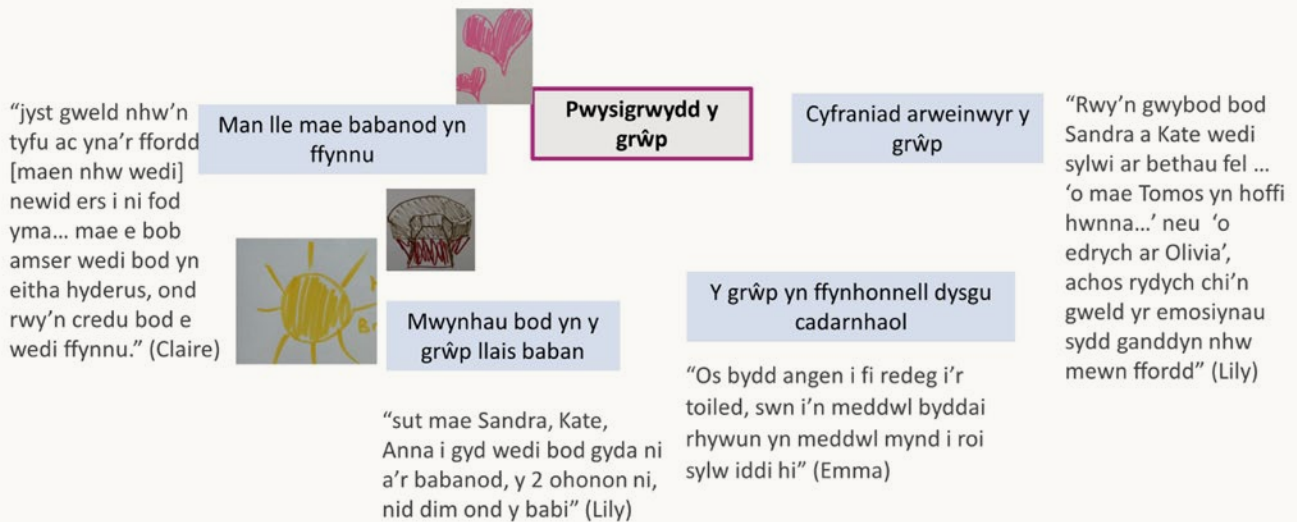 Pwysigrwydd y
grŵp
“jyst gweld nhw’n
tyfu ac yna’r ffordd
[maen nhw wedi]
newid ers i ni fod
yma… mae e bob
amser wedi bod yn
eitha hyderus, ond
rwy’n credu bod e
wedi ffynnu.” (Claire)
Man lle mae babanod yn
ffynnu
Cyfraniad arweinwyr y
grŵp
“Rwy’n gwybod bod
Sandra a Kate wedi
sylwi ar bethau fel …
‘o mae Tomos yn hoffi
hwnna…’ neu ‘o
edrych ar Olivia’,
achos rydych chi’n
gweld yr emosiynau
sydd ganddyn nhw
mewn ffordd” (Lily)
Mwynhau bod yn y
grŵp llais baban
“sut mae Sandra, Kate,
Anna i gyd wedi bod gyda ni
a’r babanod, y 2 ohonon ni,
nid dim ond y babi” (Lily)
Y grŵp yn ffynhonnell dysgu
cadarnhaol
“Os bydd angen i fi redeg i’r
toiled, swn i’n meddwl byddai
rhywun yn meddwl mynd i roi
sylw iddi hi” (Emma)